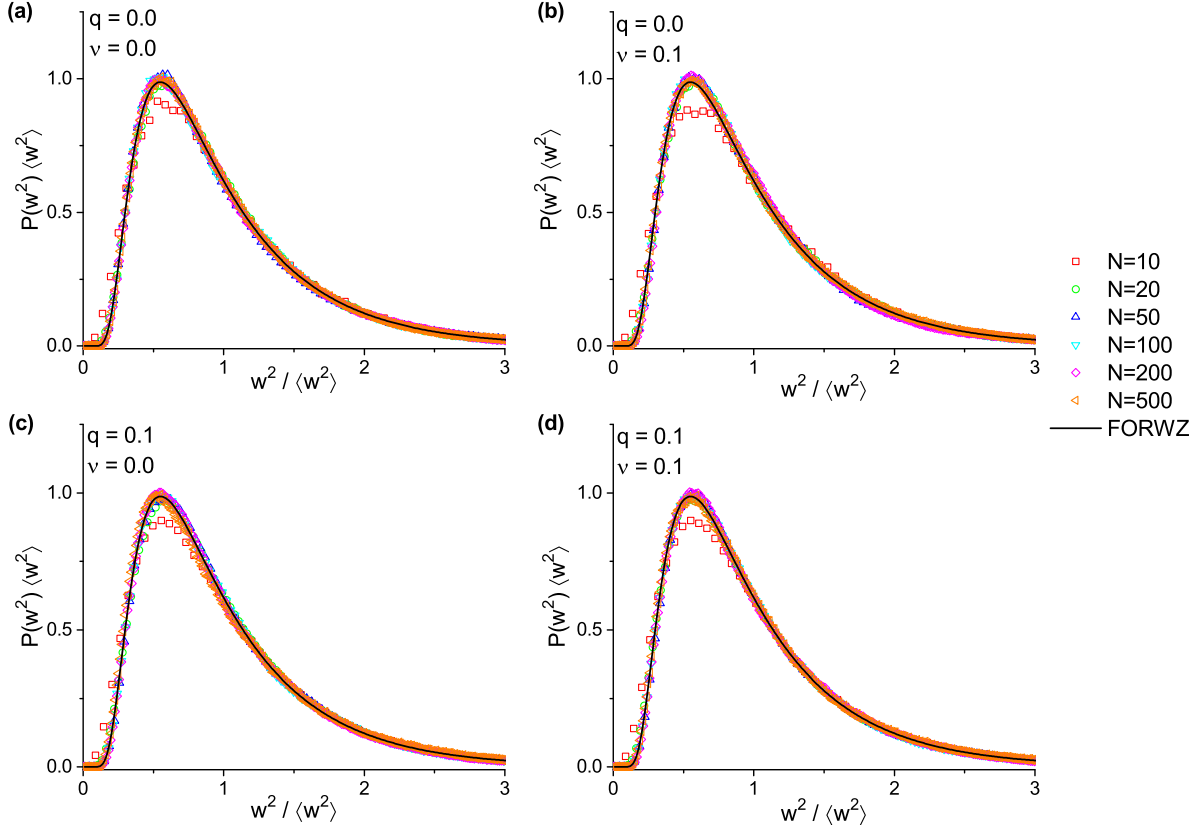 (a)
q = 0.0
ν = 0.0
1.0
0.5
0.0
P(w²) ⟨w²⟩
0 1 2 3
w² / ⟨w²⟩
(b)
q = 0.0
ν = 0.1
1.0
0.5
0.0
P(w²) ⟨w²⟩
0 1 2 3
w² / ⟨w²⟩
N=10
N=20
N=50
N=100
N=200
N=500
FORWZ
(c)
q = 0.1
ν = 0.0
1.0
0.5
0.0
P(w²) ⟨w²⟩
0 1 2 3
w² / ⟨w²⟩
(d)
q = 0.1
ν = 0.1
1.0
0.5
0.0
P(w²) ⟨w²⟩
0 1 2 3
w² / ⟨w²⟩